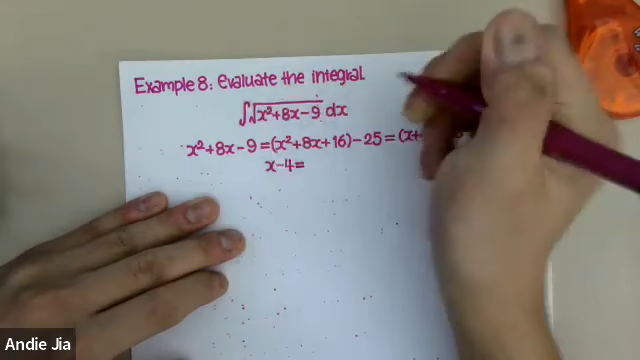 Example 8: Evaluate the integral
∫√x²+8x-9 dx
x²+8x-9=(x²+8x+16)-25=(x+
x-4=
Andie Jia